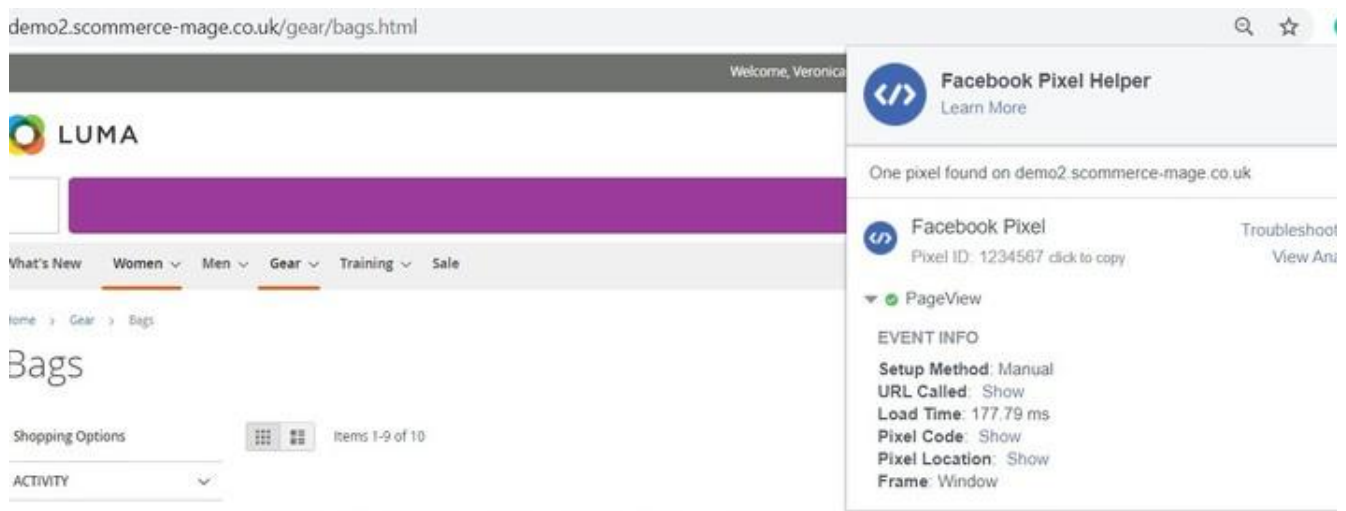 demo2.scommerce-mage.co.uk/gear/bags.html
Welcome, Veronica
LUMA
What's New Women Men Gear Training Sale
Home > Gear > Bags
Bags
Shopping Options
Items 1-9 of 10
ACTIVITY
Facebook Pixel Helper
Learn More
One pixel found on demo2.scommerce-mage.co.uk
Facebook Pixel
Troubleshoot
Pixel ID: 1234567 click to copy
View Ana
PageView
EVENT INFO
Setup Method: Manual
URL Called: Show
Load Time: 177.79 ms
Pixel Code: Show
Pixel Location: Show
Frame: Window